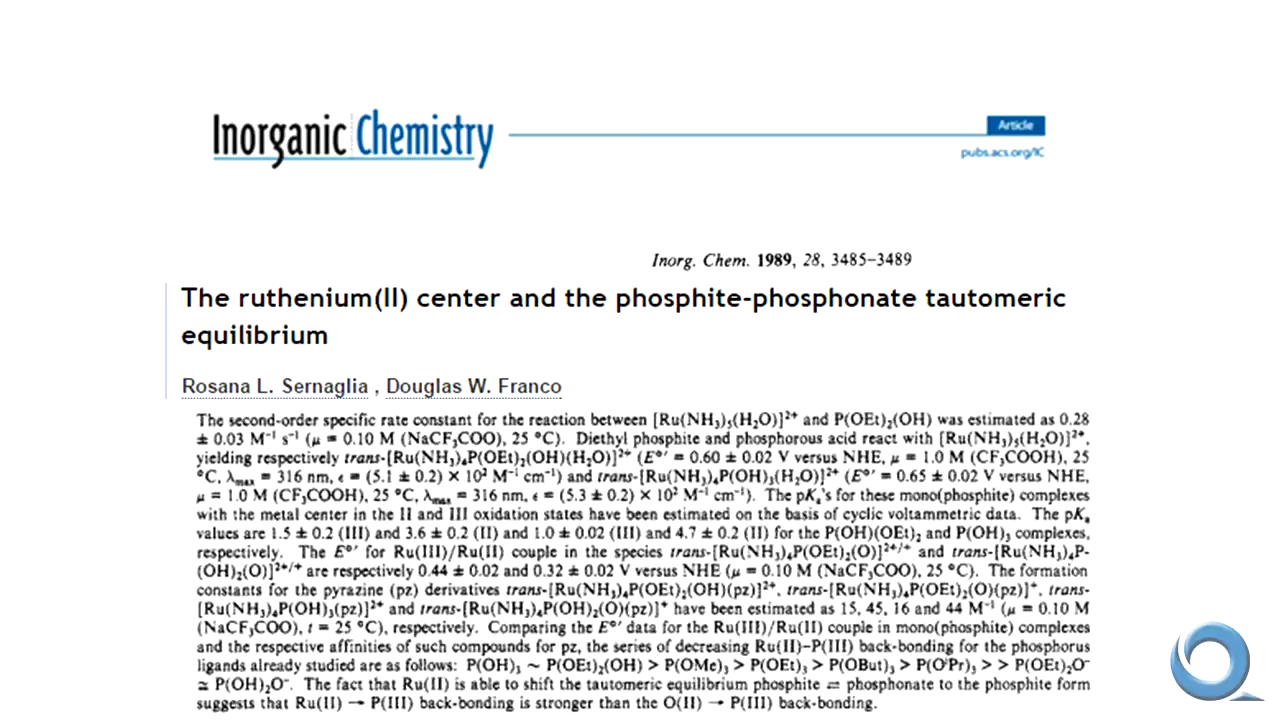 Inorganic Chemistry
Article
pubs.acs.org/IC
Inorg. Chem. 1989, 28, 3485–3489
The ruthenium(II) center and the phosphite-phosphonate tautomeric
equilibrium
Rosana L. Sernaglia , Douglas W. Franco
The second-order specific rate constant for the reaction between [Ru(NH₃)₅(H₂O)]²⁺ and P(OEt)₂(OH) was estimated as 0.28
± 0.03 M⁻¹ s⁻¹ (μ = 0.10 M (NaCF₃COO), 25 °C). Diethyl phosphite and phosphorous acid react with [Ru(NH₃)₅(H₂O)]²⁺,
yielding respectively trans-[Ru(NH₃)₄P(OEt)₂(OH)(H₂O)]²⁺ (E°′ = 0.60 ± 0.02 V versus NHE, μ = 1.0 M (CF₃COOH), 25
°C, λmax = 316 nm, ε = (5.1 ± 0.2) × 10² M⁻¹ cm⁻¹) and trans-[Ru(NH₃)₄P(OH)₃(H₂O)]²⁺ (E°′ = 0.65 ± 0.02 V versus NHE,
μ = 1.0 M (CF₃COOH), 25 °C, λmax = 316 nm, ε = (5.3 ± 0.2) × 10² M⁻¹ cm⁻¹). The pKₐ's for these mono(phosphite) complexes
with the metal center in the II and III oxidation states have been estimated on the basis of cyclic voltammetric data. The pKₐ
values are 1.5 ± 0.2 (III) and 3.6 ± 0.2 (II) and 1.0 ± 0.02 (III) and 4.7 ± 0.2 (II) for the P(OH)(OEt)₂ and P(OH)₃ complexes,
respectively. The E°′ for Ru(III)/Ru(II) couple in the species trans-[Ru(NH₃)₄P(OEt)₂(O)]²⁺/⁺ and trans-[Ru(NH₃)₄P-
(OH)₂(O)]²⁺/⁺ are respectively 0.44 ± 0.02 and 0.32 ± 0.02 V versus NHE (μ = 0.10 M (NaCF₃COO), 25 °C). The formation
constants for the pyrazine (pz) derivatives trans-[Ru(NH₃)₄P(OEt)₂(OH)(pz)]²⁺, trans-[Ru(NH₃)₄P(OEt)₂(O)(pz)]⁺, trans-
[Ru(NH₃)₄P(OH)₃(pz)]²⁺ and trans-[Ru(NH₃)₄P(OH)₂(O)(pz)]⁺ have been estimated as 15, 45, 16 and 44 M⁻¹ (μ = 0.10 M
(NaCF₃COO), t = 25 °C), respectively. Comparing the E°′ data for the Ru(III)/Ru(II) couple in mono(phosphite) complexes
and the respective affinities of such compounds for pz, the series of decreasing Ru(II)–P(III) back-bonding for the phosphorus
ligands already studied are as follows: P(OH)₃ ~ P(OEt)₂(OH) > P(OMe)₃ > P(OEt)₃ > P(OBut)₃ > P(OⁱPr)₃ > > P(OEt)₂O⁻
≃ P(OH)₂O⁻. The fact that Ru(II) is able to shift the tautomeric equilibrium phosphite ⇌ phosphonate to the phosphite form
suggests that Ru(II) → P(III) back-bonding is stronger than the O(II) → P(III) back-bonding.